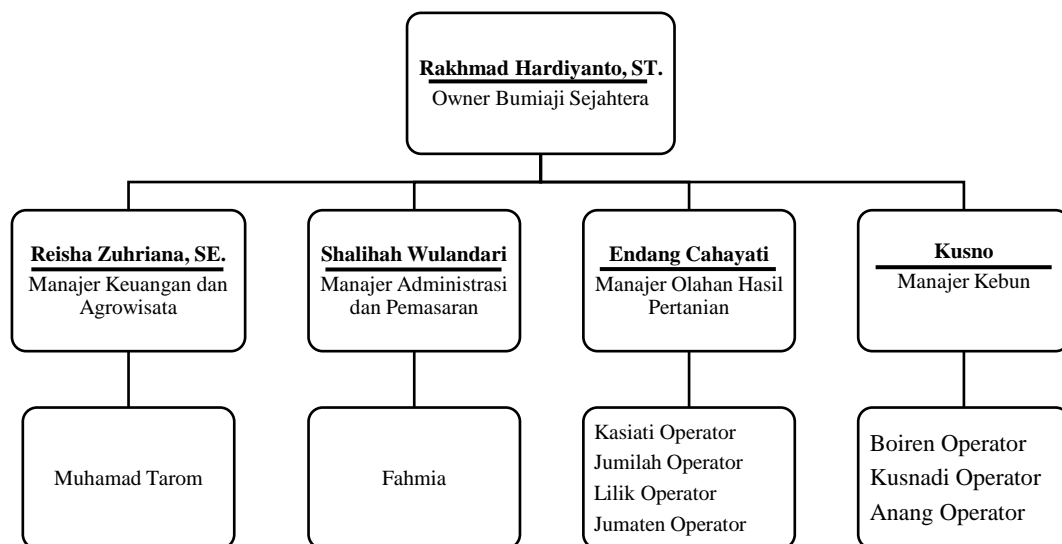 Rakhmad Hardiyanto, ST.
Owner Bumiaji Sejahtera
Reisha Zuhriana, SE.
Manajer Keuangan dan
Agrowisata
Shalihah Wulandari
Manajer Administrasi
dan Pemasaran
Endang Cahayati
Manajer Olahan Hasil
Pertanian
Kusno
Manajer Kebun
Muhamad Tarom
Fahmia
Kasiati Operator
Jumilah Operator
Lilik Operator
Jumaten Operator
Boiren Operator
Kusnadi Operator
Anang Operator